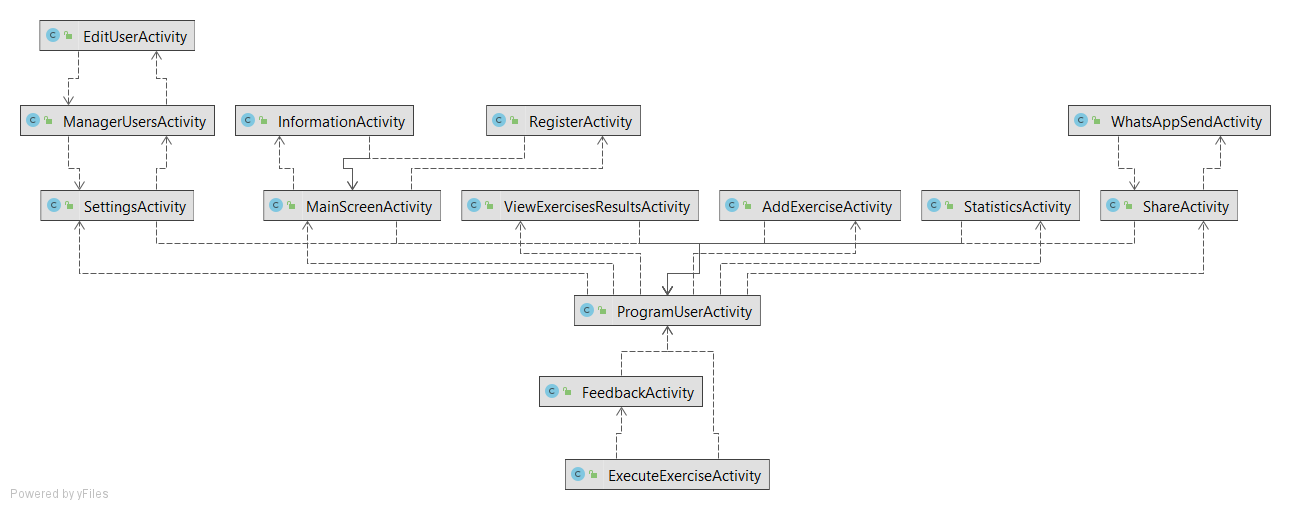 C EditUserActivity
C ManagerUsersActivity
C InformationActivity
C RegisterActivity
C WhatsAppSendActivity
C SettingsActivity
C MainScreenActivity
C ViewExercisesResultsActivity
C AddExerciseActivity
C StatisticsActivity
C ShareActivity
C ProgramUserActivity
C FeedbackActivity
C ExecuteExerciseActivity
Powered by yFiles